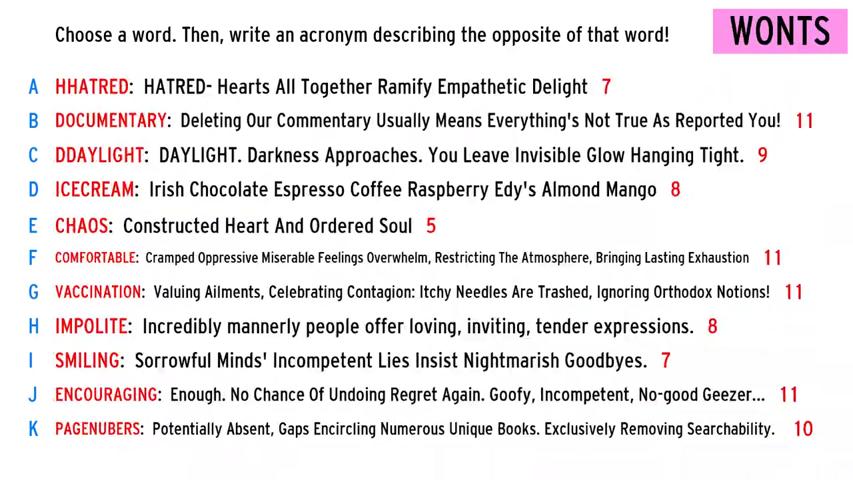 Choose a word. Then, write an acronym describing the opposite of that word!
WONTS
A HHATRED: HATRED- Hearts All Together Ramify Empathetic Delight 7
B DOCUMENTARY: Deleting Our Commentary Usually Means Everything's Not True As Reported You! 11
C DDAYLIGHT: DAYLIGHT. Darkness Approaches. You Leave Invisible Glow Hanging Tight. 9
D ICECREAM: Irish Chocolate Espresso Coffee Raspberry Edy's Almond Mango 8
E CHAOS: Constructed Heart And Ordered Soul 5
F COMFORTABLE: Cramped Oppressive Miserable Feelings Overwhelm, Restricting The Atmosphere, Bringing Lasting Exhaustion 11
G VACCINATION: Valuing Ailments, Celebrating Contagion: Itchy Needles Are Trashed, Ignoring Orthodox Notions! 11
H IMPOLITE: Incredibly mannerly people offer loving, inviting, tender expressions. 8
I SMILING: Sorrowful Minds' Incompetent Lies Insist Nightmarish Goodbyes. 7
J ENCOURAGING: Enough. No Chance Of Undoing Regret Again. Goofy, Incompetent, No-good Geezer... 11
K PAGENUBERS: Potentially Absent, Gaps Encircling Numerous Unique Books. Exclusively Removing Searchability. 10